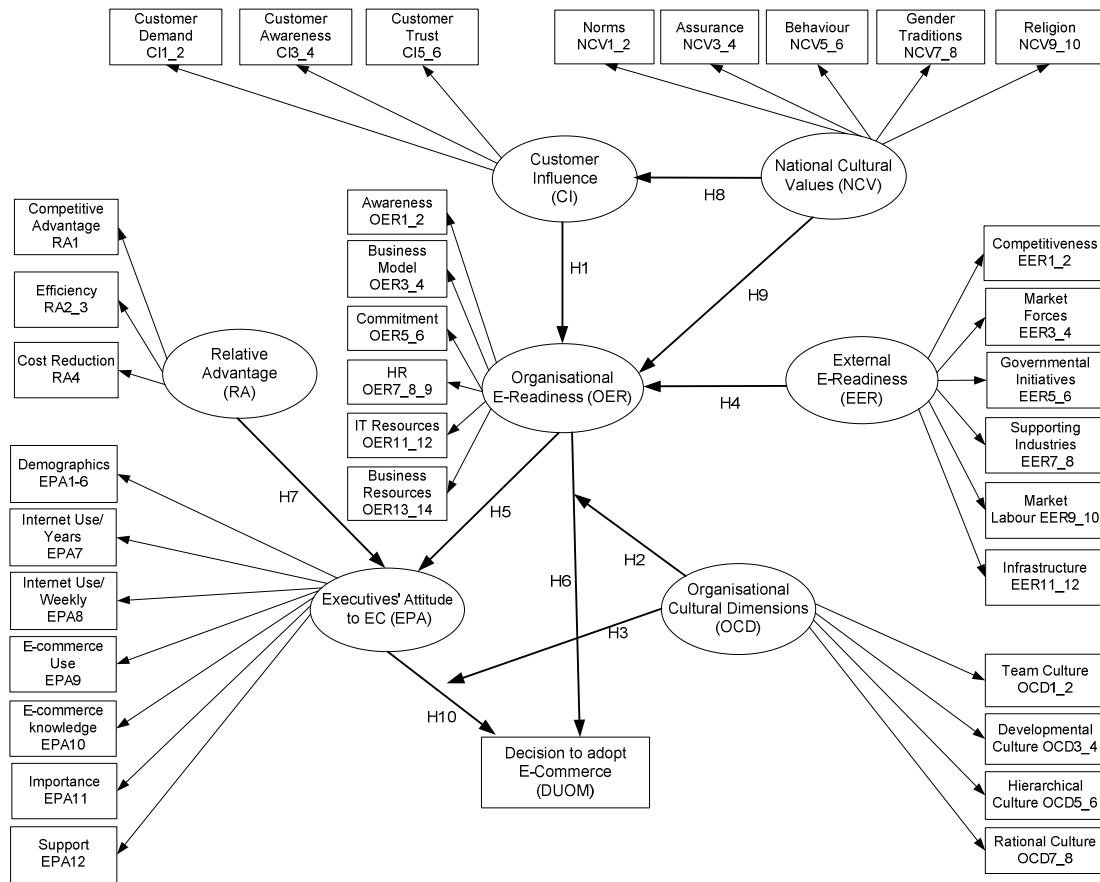 Customer
Demand
CI1_2
Customer
Awareness
CI3_4
Customer
Trust
CI5_6
Norms
NCV1_2
Assurance
NCV3_4
Behaviour
NCV5_6
Gender
Traditions
NCV7_8
Religion
NCV9_10
Customer
Influence
(CI)
H8
National Cultural
Values (NCV)
Competitive
Advantage
RA1
Efficiency
RA2_3
Cost Reduction
RA4
Relative
Advantage
(RA)
Awareness
OER1_2
Business
Model
OER3_4
Commitment
OER5_6
HR
OER7_8_9
IT Resources
OER11_12
Business
Resources
OER13_14
H1
H9
Organisational
E-Readiness (OER)
H4
External
E-Readiness
(EER)
Competitiveness
EER1_2
Market
Forces
EER3_4
Governmental
Initiatives
EER5_6
Supporting
Industries
EER7_8
Market
Labour EER9_10
Infrastructure
EER11_12
Demographics
EPA1-6
Internet Use/
Years
EPA7
Internet Use/
Weekly
EPA8
E-commerce
Use
EPA9
E-commerce
knowledge
EPA10
Importance
EPA11
Support
EPA12
H7
H5
H6
H2
H3
Executives' Attitude
to EC (EPA)
Organisational
Cultural Dimensions
(OCD)
H10
Decision to adopt
E-Commerce
(DUOM)
Team Culture
OCD1_2
Developmental
Culture OCD3_4
Hierarchical
Culture OCD5_6
Rational Culture
OCD7_8